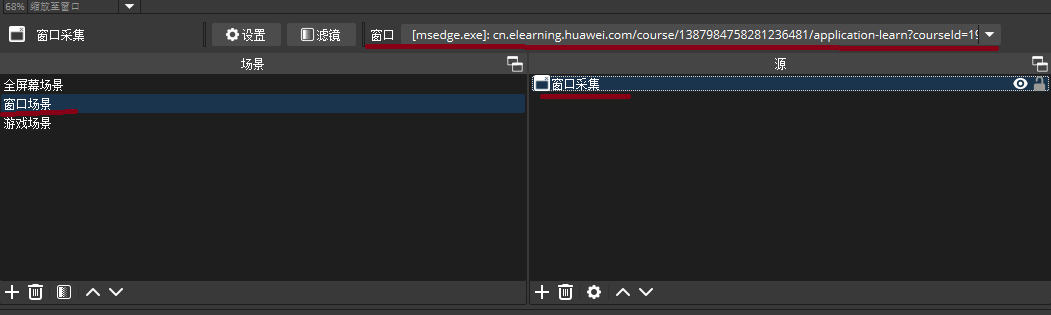 68% 缩放至窗口
窗口采集 设置 滤镜 窗口 [msedge.exe]: cn.elearning.huawei.com/course/1387984758281236481/application-learn?courseId=19
场景 源
全屏幕场景
窗口场景
游戏场景
窗口采集